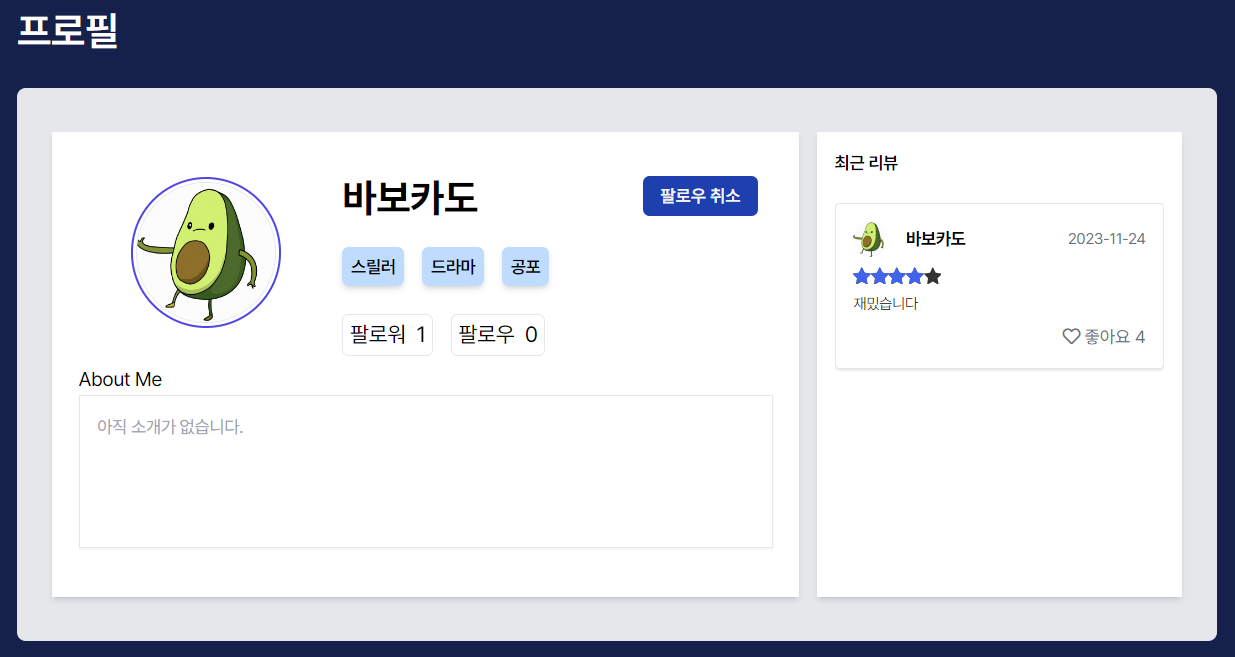 프로필
바보카도
팔로우 취소
스릴러 드라마 공포
팔로워 1 팔로우 0
About Me
아직 소개가 없습니다.
최근 리뷰
바보카도 2023-11-24
재밌습니다
좋아요 4